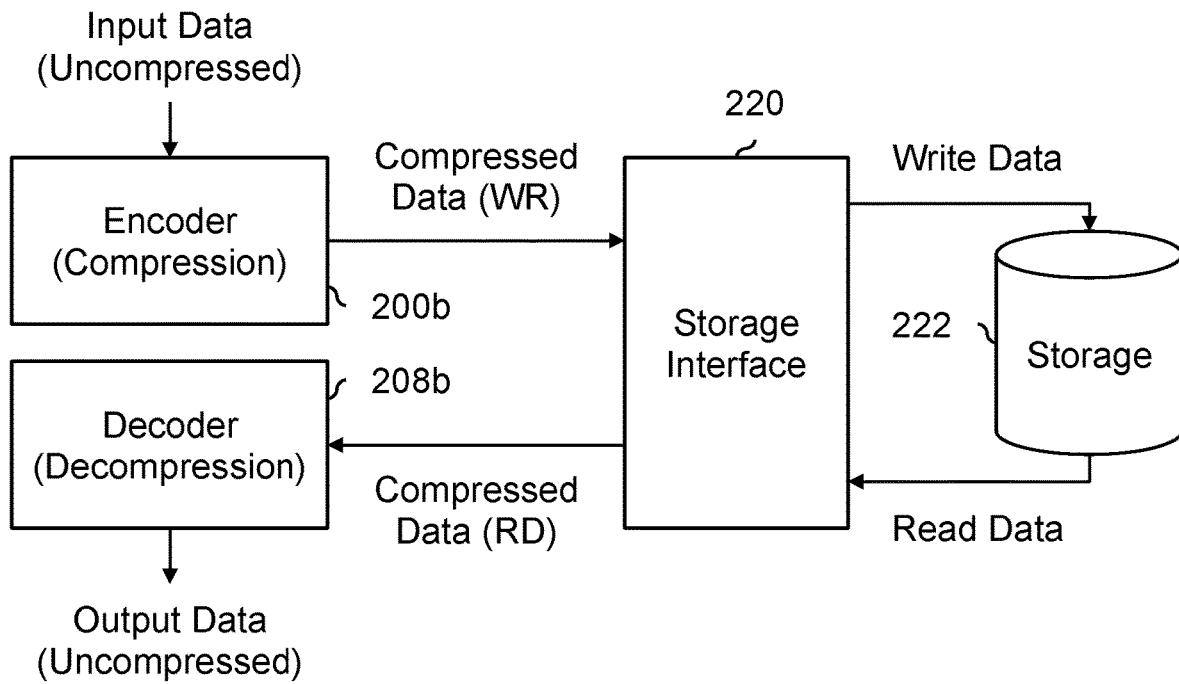 Input Data
(Uncompressed)
220
Compressed
Data (WR)
Write Data
Encoder
(Compression)
200b
Storage
Interface
222
Storage
208b
Decoder
(Decompression)
Compressed
Data (RD)
Read Data
Output Data
(Uncompressed)